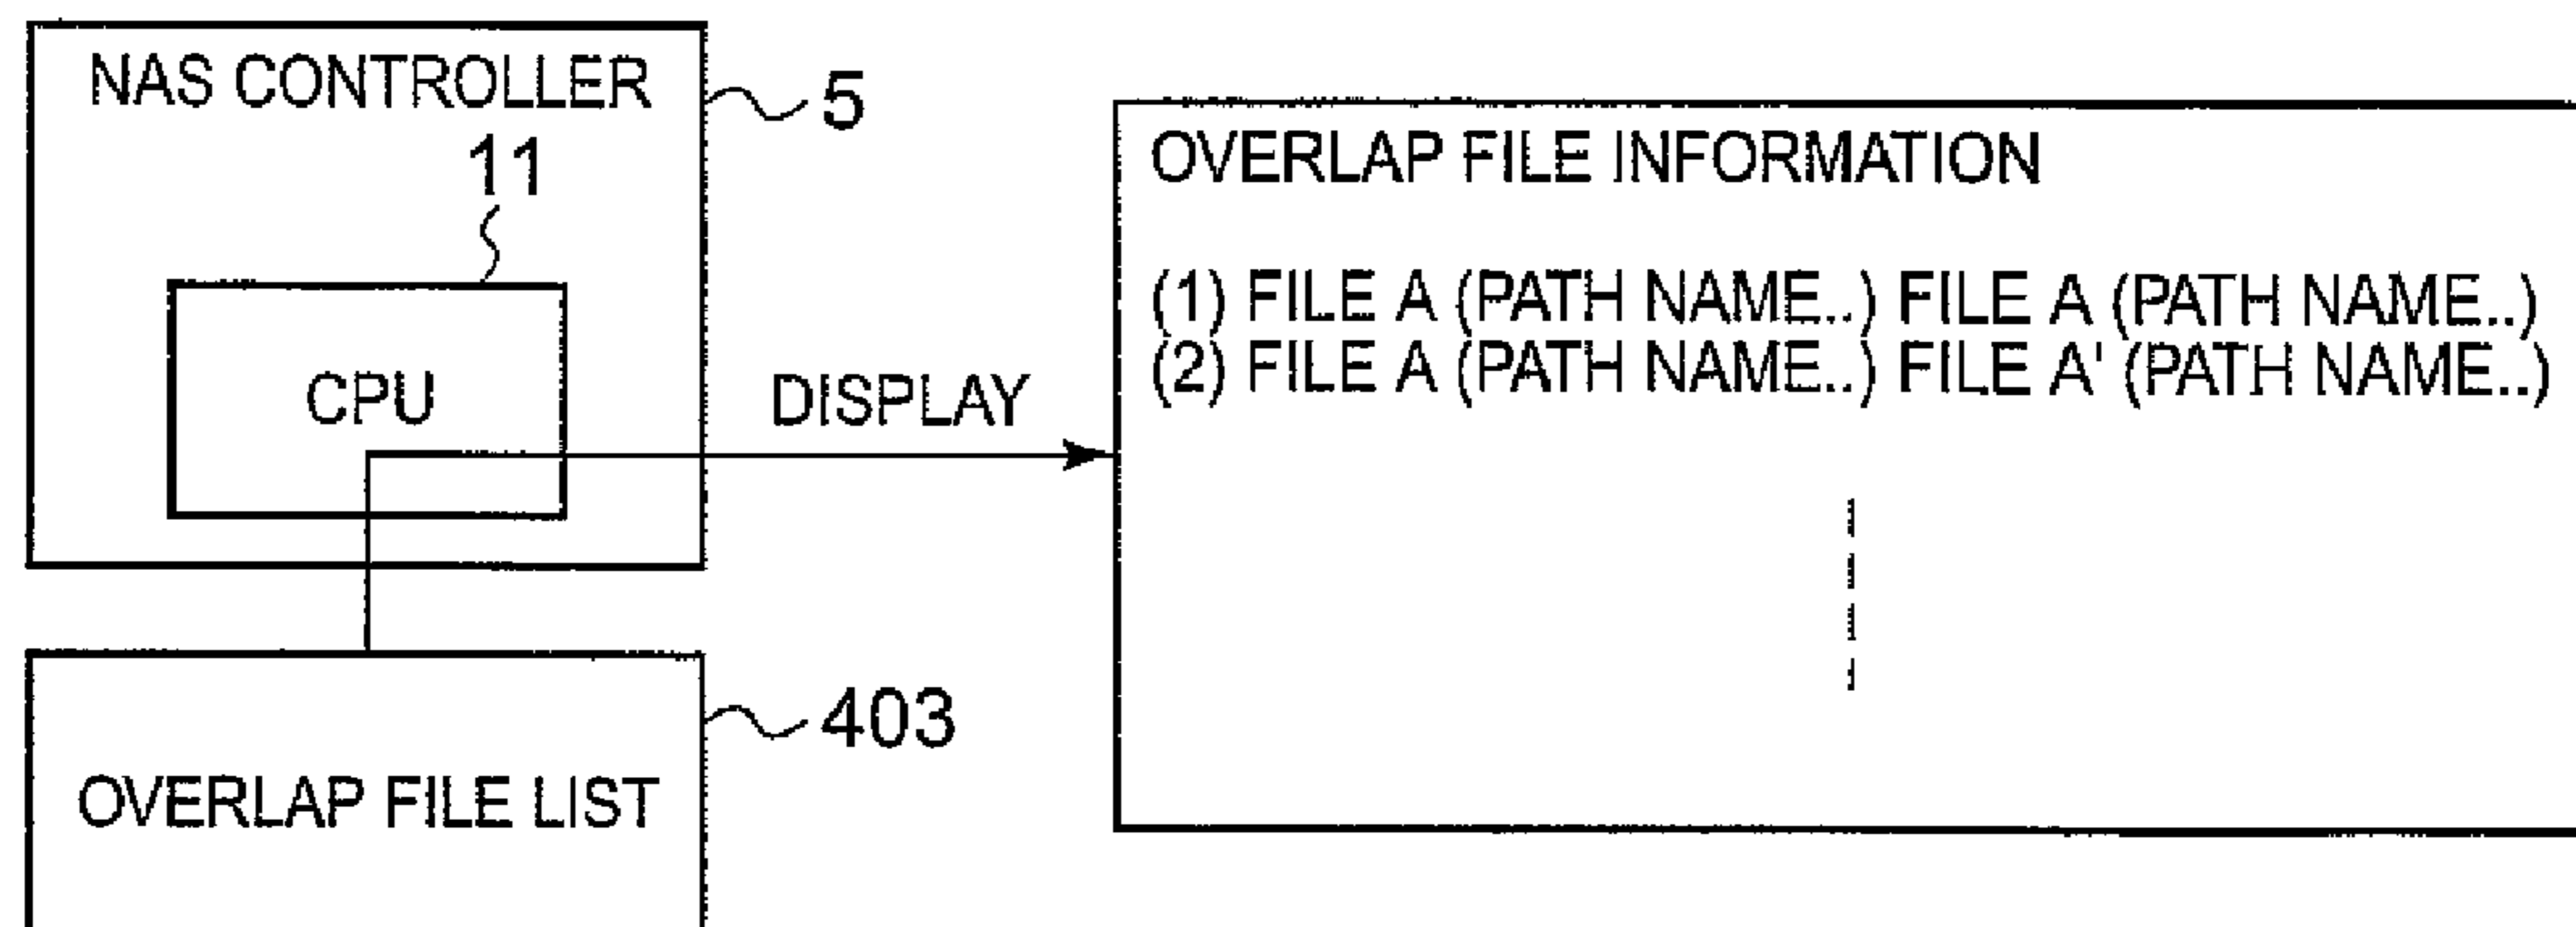 NAS CONTROLLER
5
11
CPU
DISPLAY
OVERLAP FILE LIST
403
OVERLAP FILE INFORMATION
(1) FILE A (PATH NAME..) FILE A (PATH NAME..)
(2) FILE A (PATH NAME..) FILE A' (PATH NAME..)